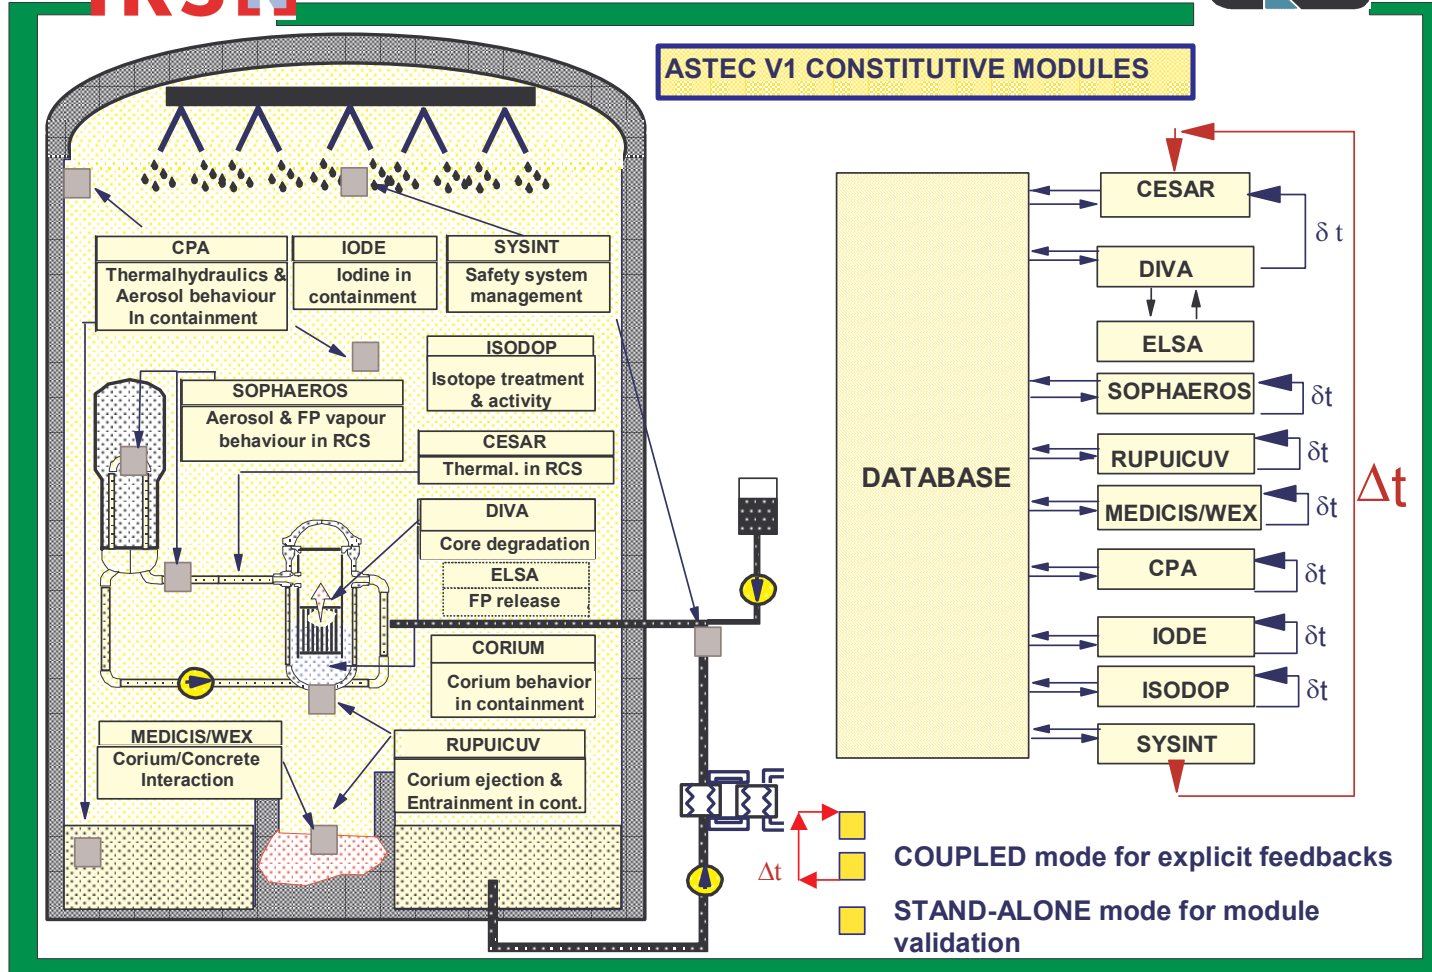 IRSN
ASTEC V1 CONSTITUTIVE MODULES
CPA
Thermalhydraulics &
Aerosol behaviour
In containment
IODE
Iodine in
containment
SYSINT
Safety system
management
ISODOP
Isotope treatment
& activity
SOPHAEROS
Aerosol & FP vapour
behaviour in RCS
CESAR
Thermal. in RCS
DIVA
Core degradation
ELSA
FP release
CORIUM
Corium behavior
in containment
MEDICIS/WEX
Corium/Concrete
Interaction
RUPUICUV
Corium ejection &
Entrainment in cont.
DATABASE
CESAR
δ t
DIVA
ELSA
SOPHAEROS
δt
RUPUICUV
δt
MEDICIS/WEX
δt
Δt
CPA
δt
IODE
δt
ISODOP
δt
SYSINT
Δt
COUPLED mode for explicit feedbacks
STAND-ALONE mode for module
validation